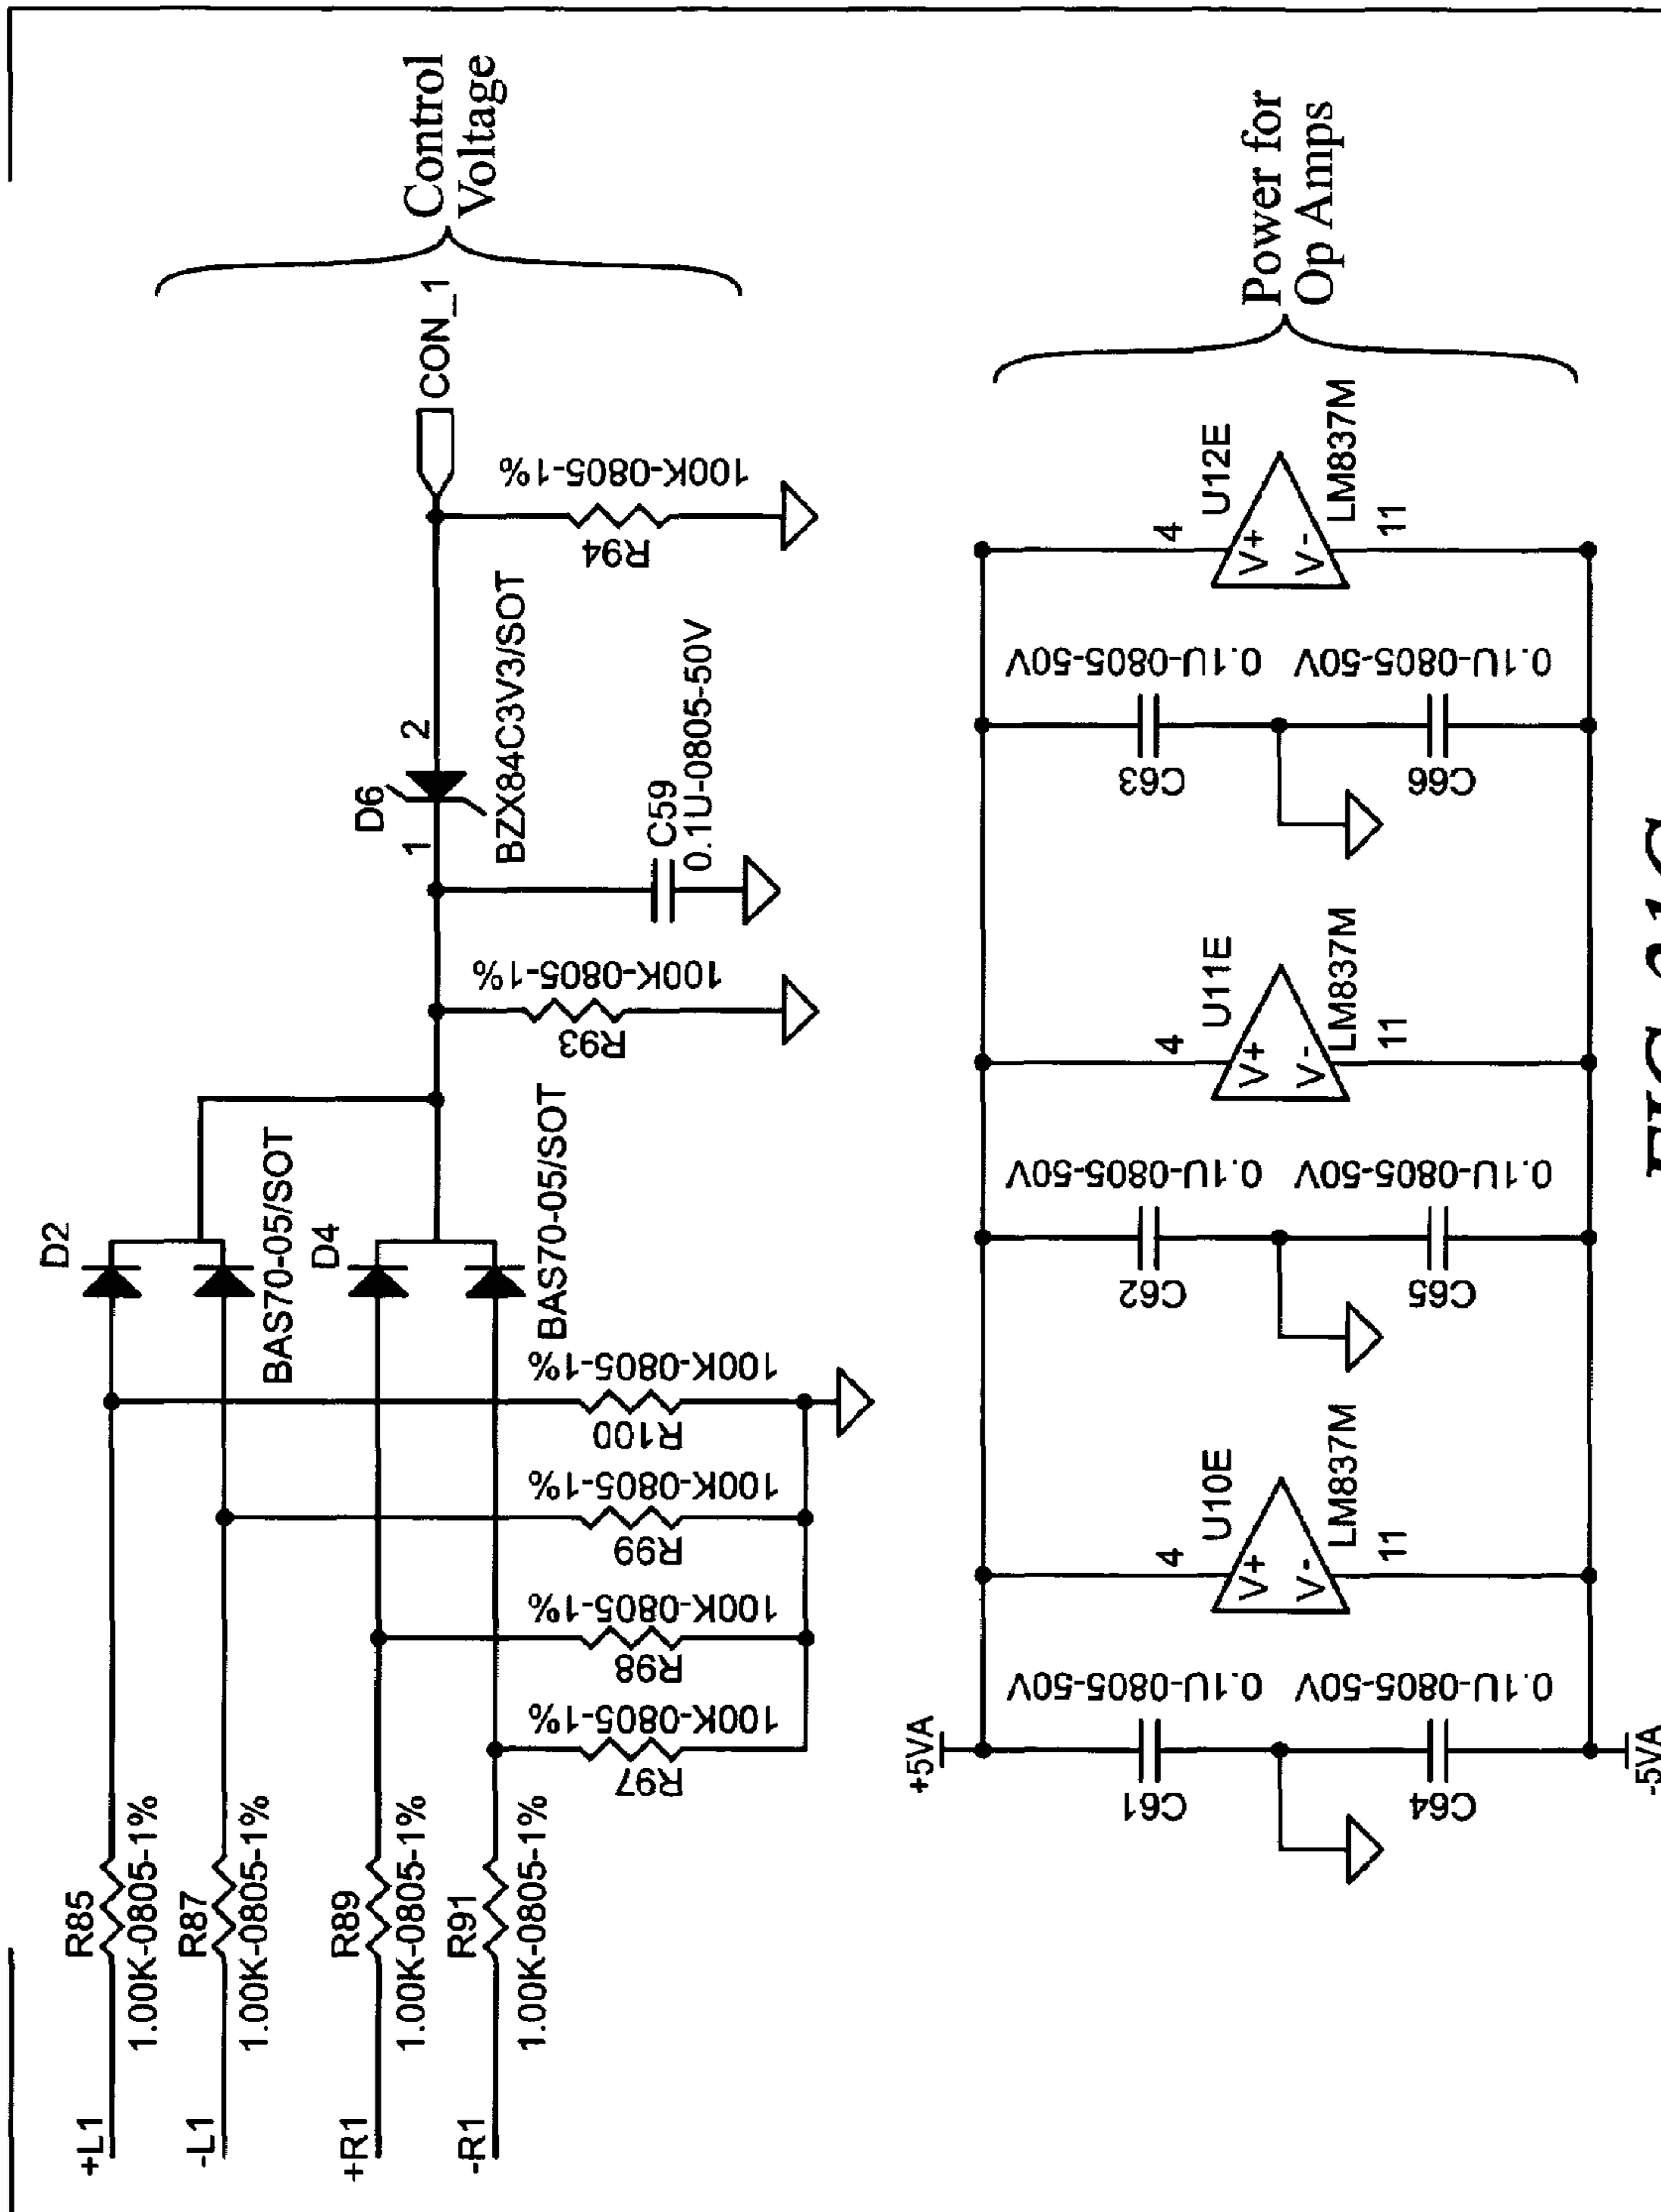 +L1
R85
1.00K-0805-1%
-L1
R87
1.00K-0805-1%
+R1
R89
1.00K-0805-1%
-R1
R91
1.00K-0805-1%
R97
100K-0805-1%
R98
100K-0805-1%
R99
100K-0805-1%
R100
100K-0805-1%
D2
BAS70-05/SOT
D4
BAS70-05/SOT
R93
100K-0805-1%
C59
0.1U-0805-50V
D6
1
2
BZX84C3V3/SOT
R94
100K-0805-1%
CON_1
Control
Voltage
+5VA
-5VA
C61
0.1U-0805-50V
C64
0.1U-0805-50V
U10E
4
V+
V-
LM837M
11
C62
0.1U-0805-50V
C65
0.1U-0805-50V
U11E
4
V+
V-
LM837M
11
C63
0.1U-0805-50V
C66
0.1U-0805-50V
U12E
4
V+
V-
LM837M
11
Power for
Op Amps